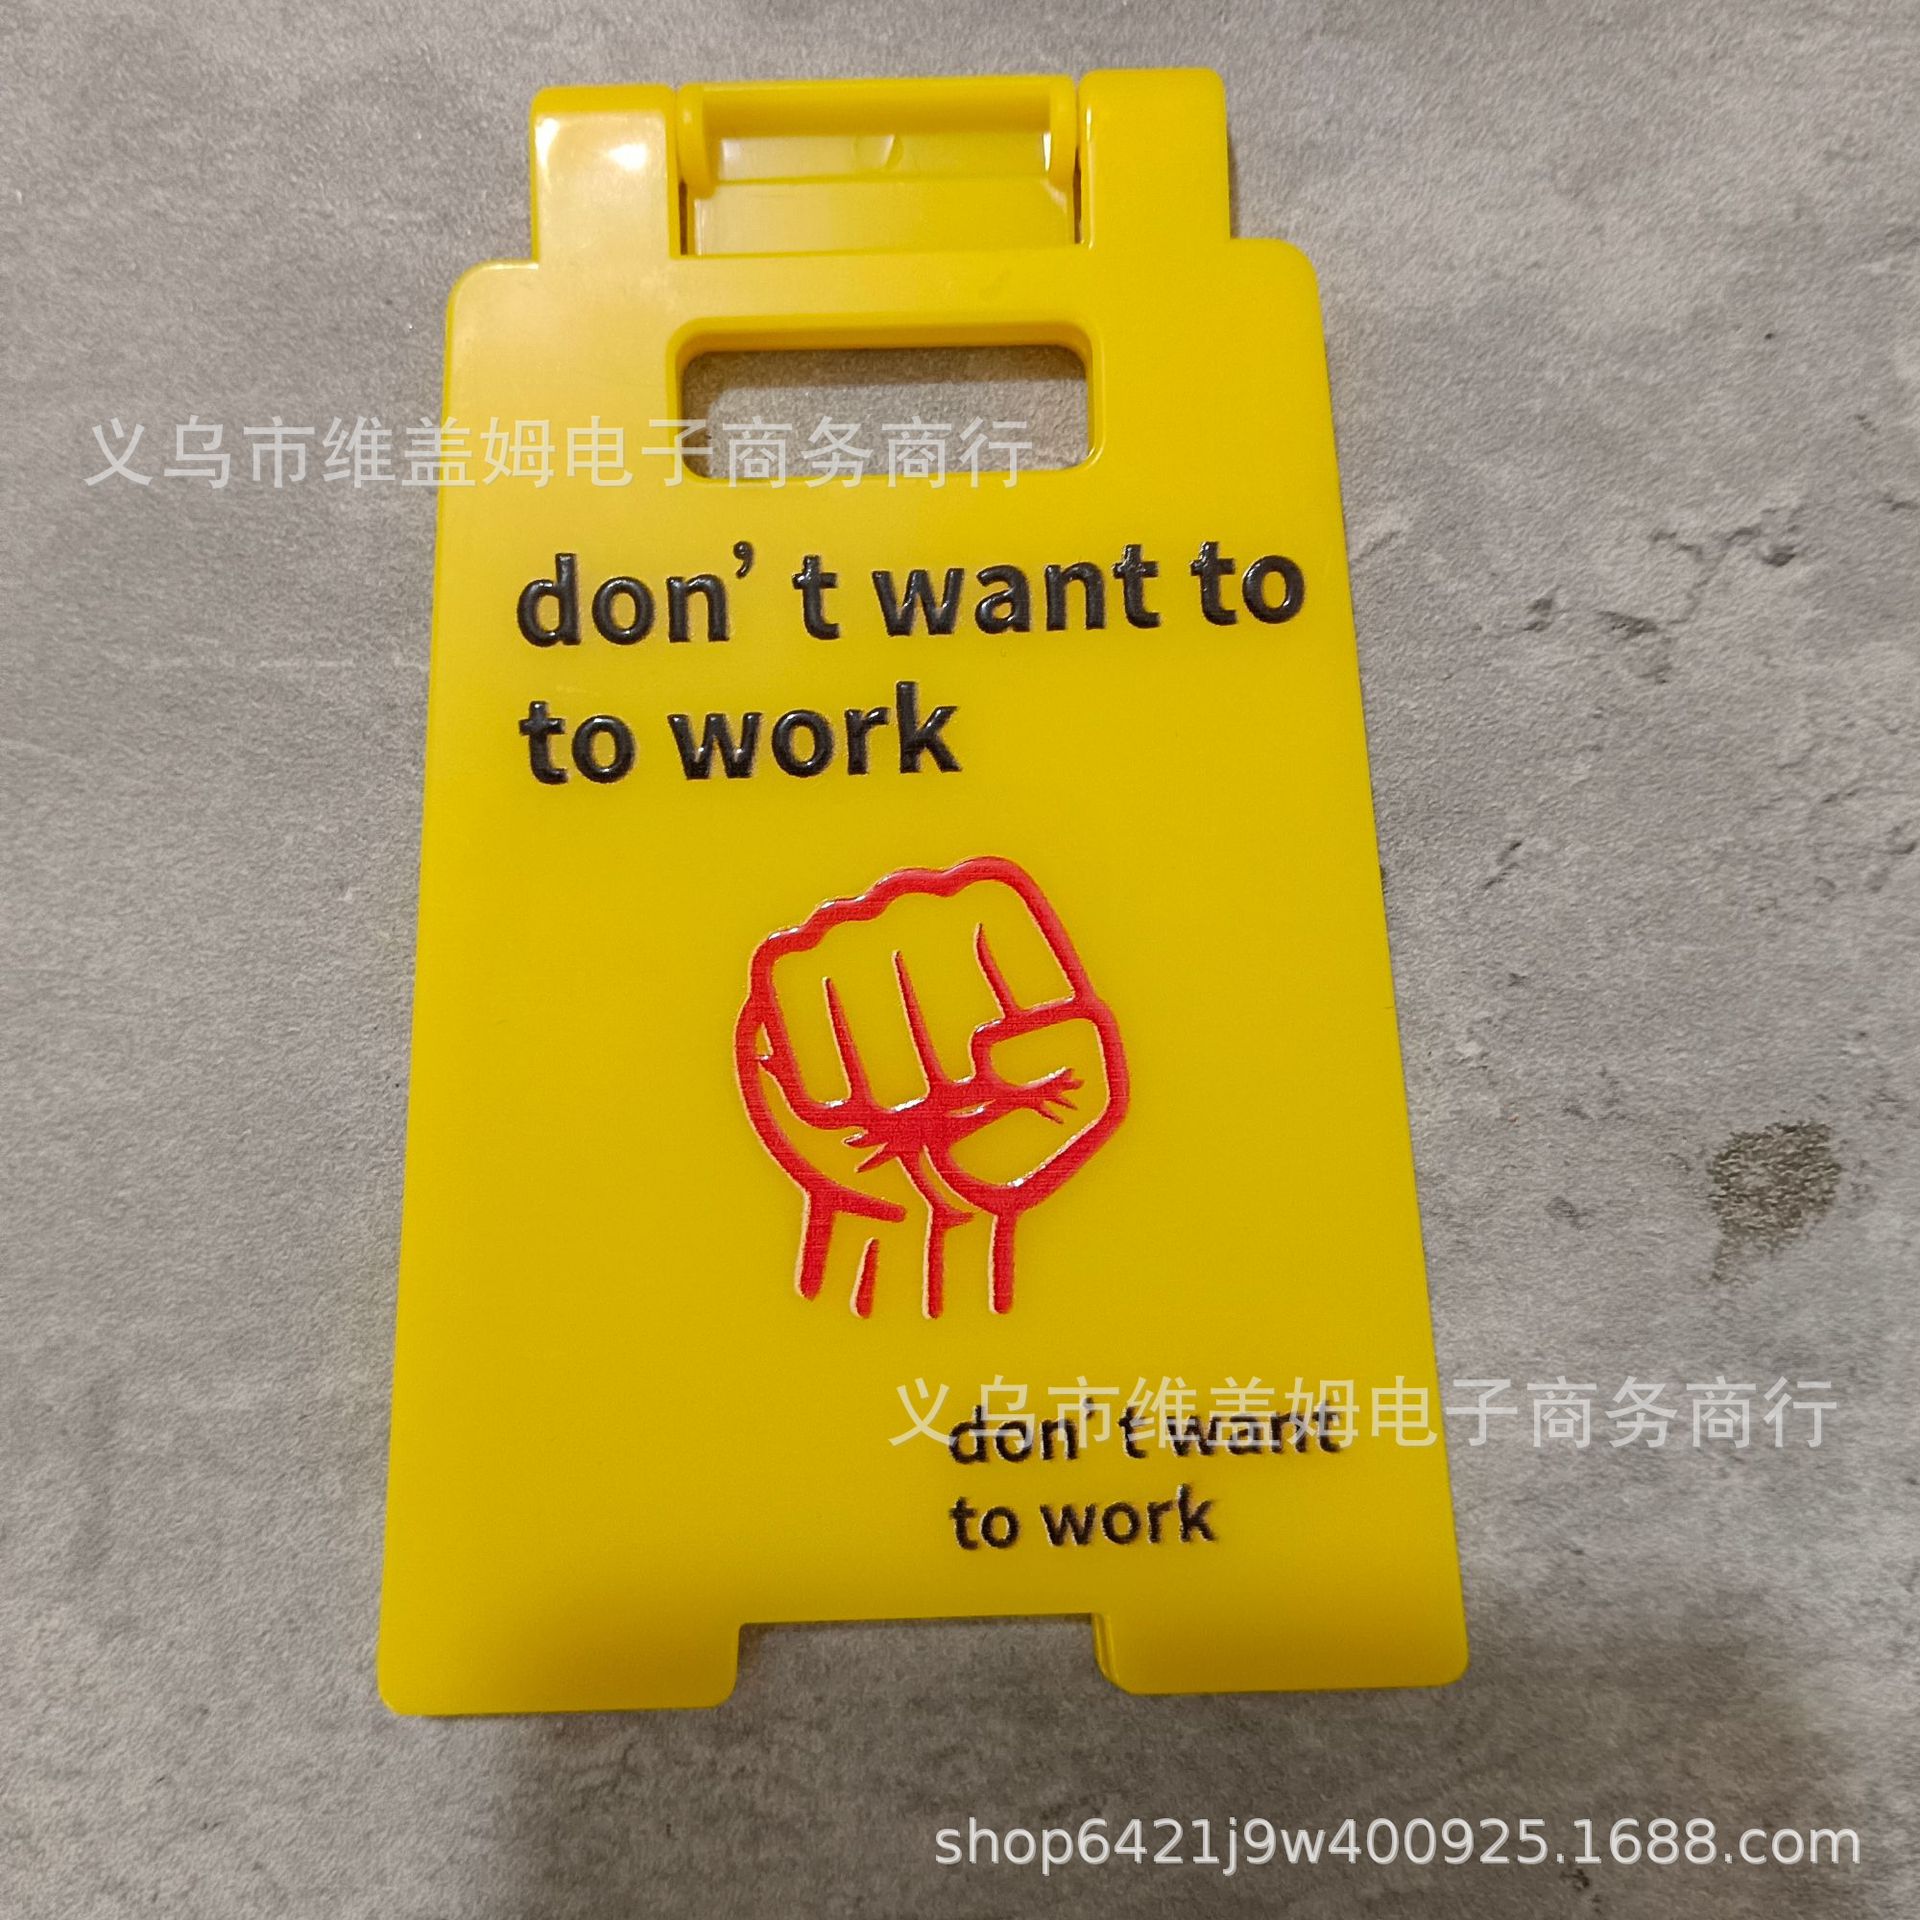 义乌市维盖姆电子商务商行
don’t want to
to work
义乌市维盖姆电子商务商行
don’t want
to work
shop6421j9w400925.1688.com